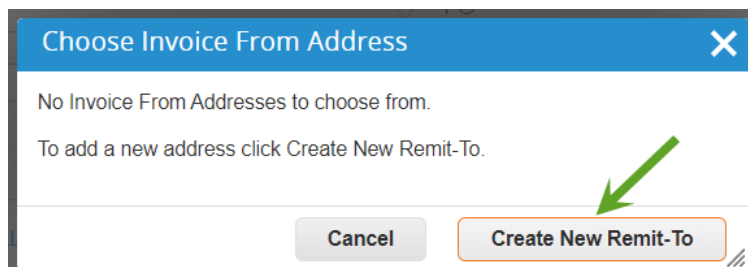 Choose Invoice From Address
No Invoice From Addresses to choose from.
To add a new address click Create New Remit-To.
Cancel
Create New Remit-To